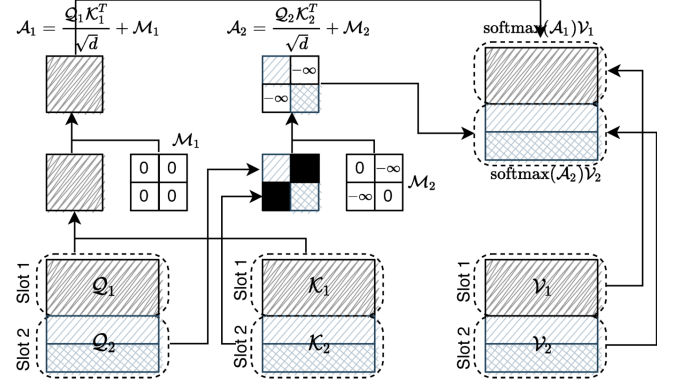 𝒜₁ = 𝒬₁𝒦₁ᵀ / √d + ℳ₁
𝒜₂ = 𝒬₂𝒦₂ᵀ / √d + ℳ₂
softmax(𝒜₁)𝒱₁
−∞
−∞
ℳ₁
0 0
0 0
0 −∞
−∞ 0
ℳ₂
softmax(𝒜₂)𝒱₂
Slot 1
𝒬₁
Slot 1
𝒦₁
Slot 1
𝒱₁
Slot 2
𝒬₂
Slot 2
𝒦₂
Slot 2
𝒱₂